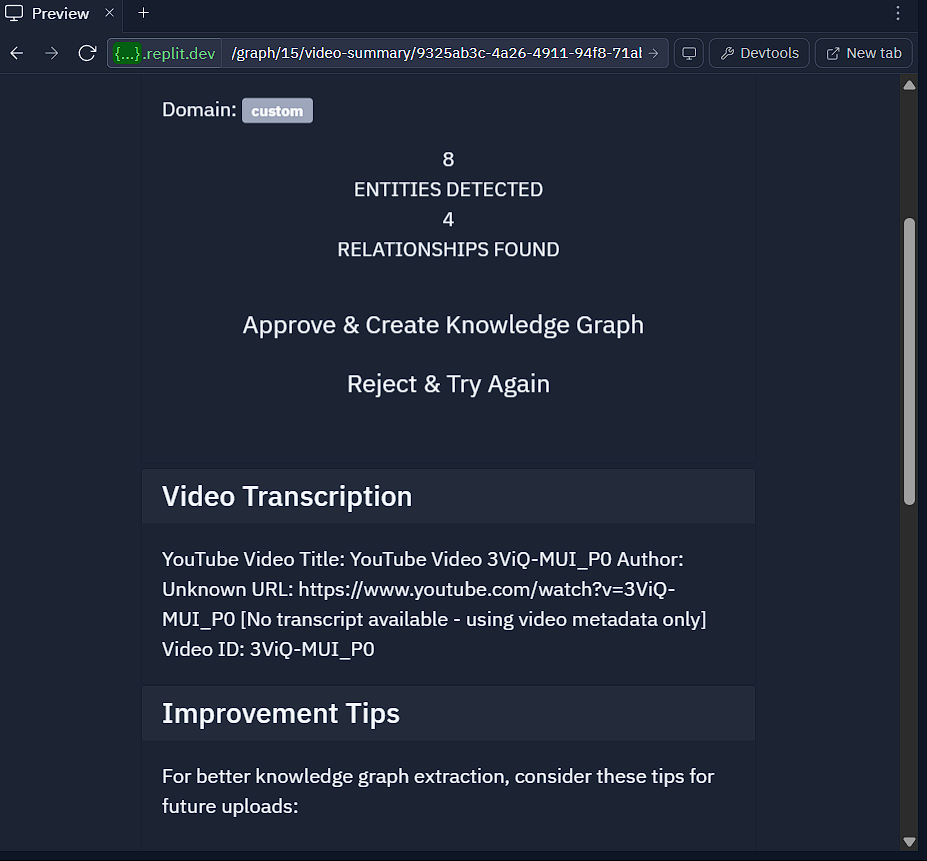 Preview
{...}.replit.dev /graph/15/video-summary/9325ab3c-4a26-4911-94f8-71a Devtools New tab
Domain: custom
8
ENTITIES DETECTED
4
RELATIONSHIPS FOUND
Approve & Create Knowledge Graph
Reject & Try Again
Video Transcription
YouTube Video Title: YouTube Video 3ViQ-MUI_P0 Author:
Unknown URL: https://www.youtube.com/watch?v=3ViQ-
MUI_P0 [No transcript available - using video metadata only]
Video ID: 3ViQ-MUI_P0
Improvement Tips
For better knowledge graph extraction, consider these tips for
future uploads: